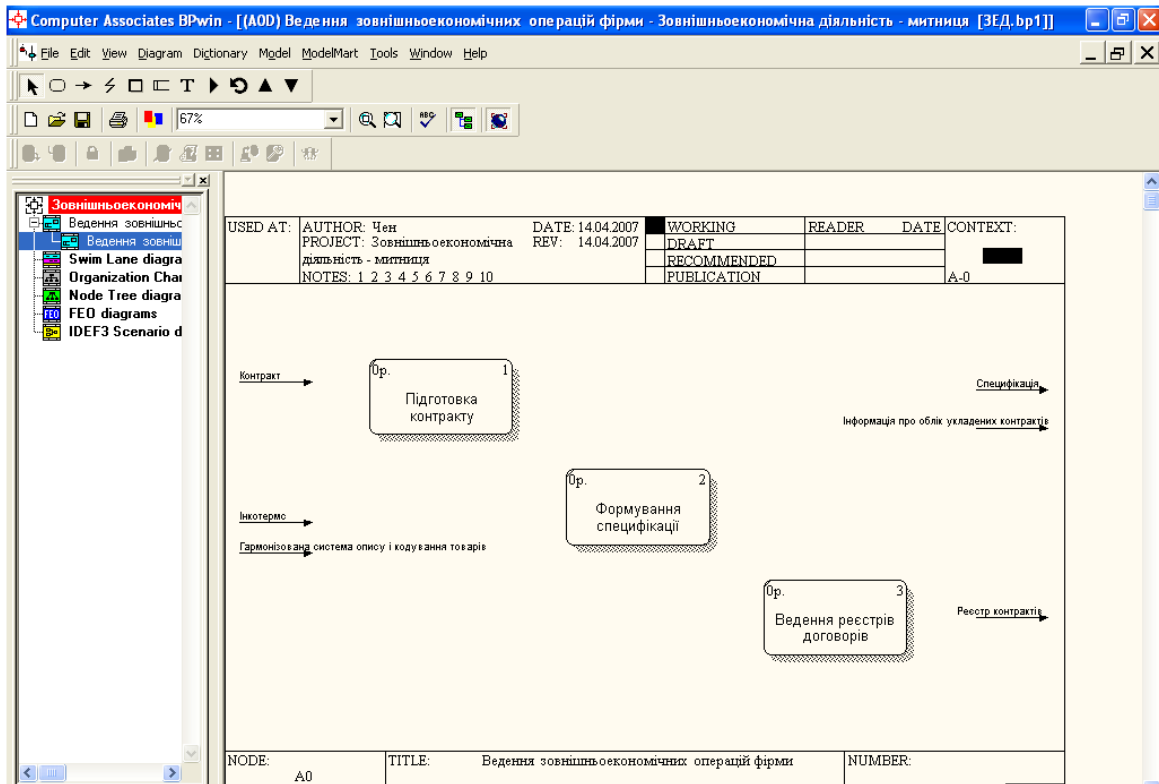 Computer Associates BPwin - [(A0D) Ведення зовнішньоекономічних операцій фірми - Зовнішньоекономічна діяльність - митниця [ЗЕД.bp1]]
File Edit View Diagram Dictionary Model ModelMart Tools Window Help
T
67%
ABC
Зовнішньоекономіч
Ведення зовнішньс
Ведення зовніш
Swim Lane diagra
Organization Char
Node Tree diagra
FEO diagrams
IDEF3 Scenario d
USED AT: AUTHOR: Чен DATE: 14.04.2007 WORKING READER DATE CONTEXT:
PROJECT: Зовнішньоекономічна REV: 14.04.2007 DRAFT
діяльність - митниця RECOMMENDED
NOTES: 1 2 3 4 5 6 7 8 9 10 PUBLICATION A-0
Контракт
0р. 1
Підготовка
контракту
Специфікація
Інформація про облік укладених контрактів
0р. 2
Формування
специфікації
Інкотермс
Гармонізована система опису і кодування товарів
0р. 3
Ведення реєстрів
договорів
Реєстр контрактів
NODE: TITLE: Ведення зовнішньоекономічних операцій фірми NUMBER:
A0